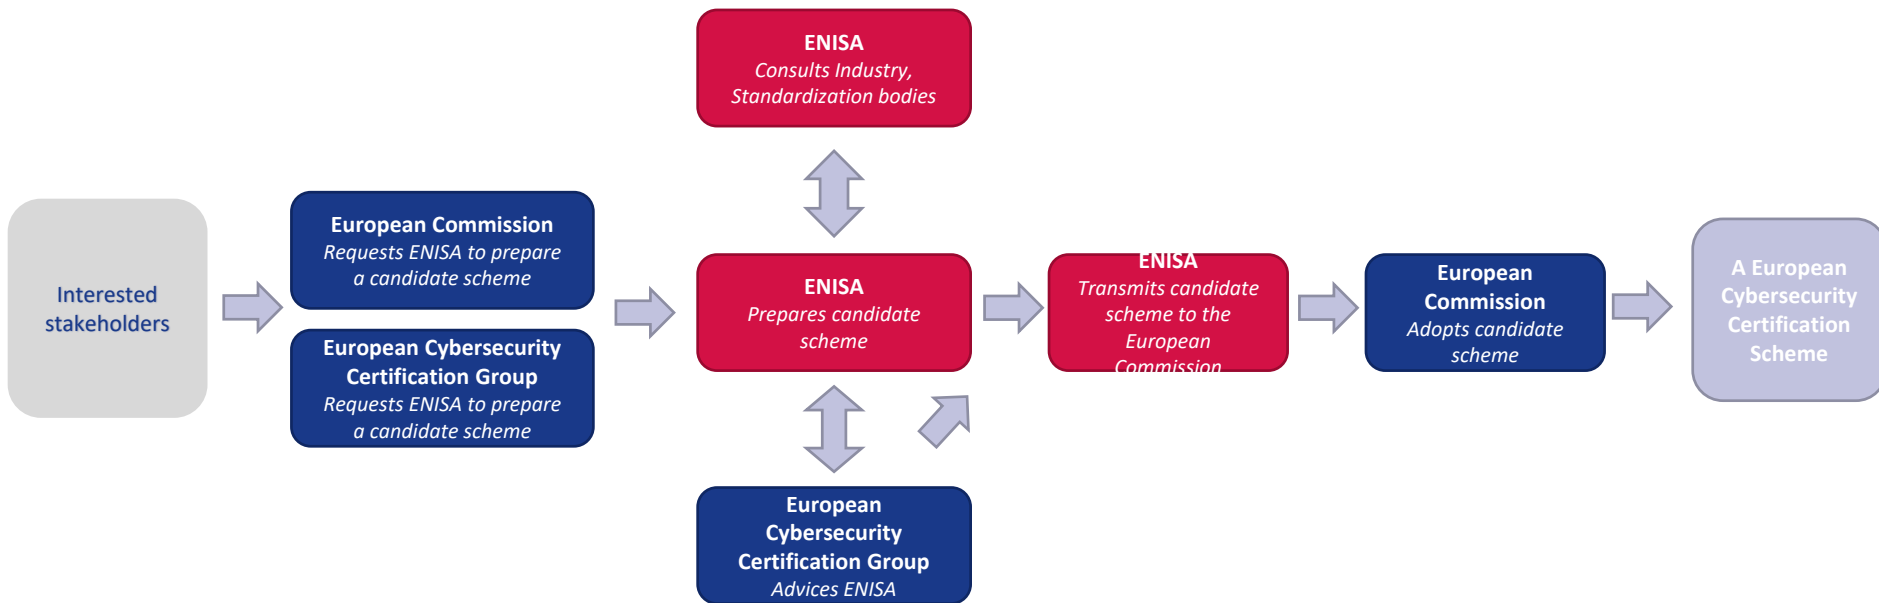 ENISA
Consults Industry,
Standardization bodies
Interested
stakeholders
European Commission
Requests ENISA to prepare
a candidate scheme
European Cybersecurity
Certification Group
Requests ENISA to prepare
a candidate scheme
ENISA
Prepares candidate
scheme
ENISA
Transmits candidate
scheme to the
European
Commission
European
Commission
Adopts candidate
scheme
A European
Cybersecurity
Certification
Scheme
European
Cybersecurity
Certification Group
Advices ENISA